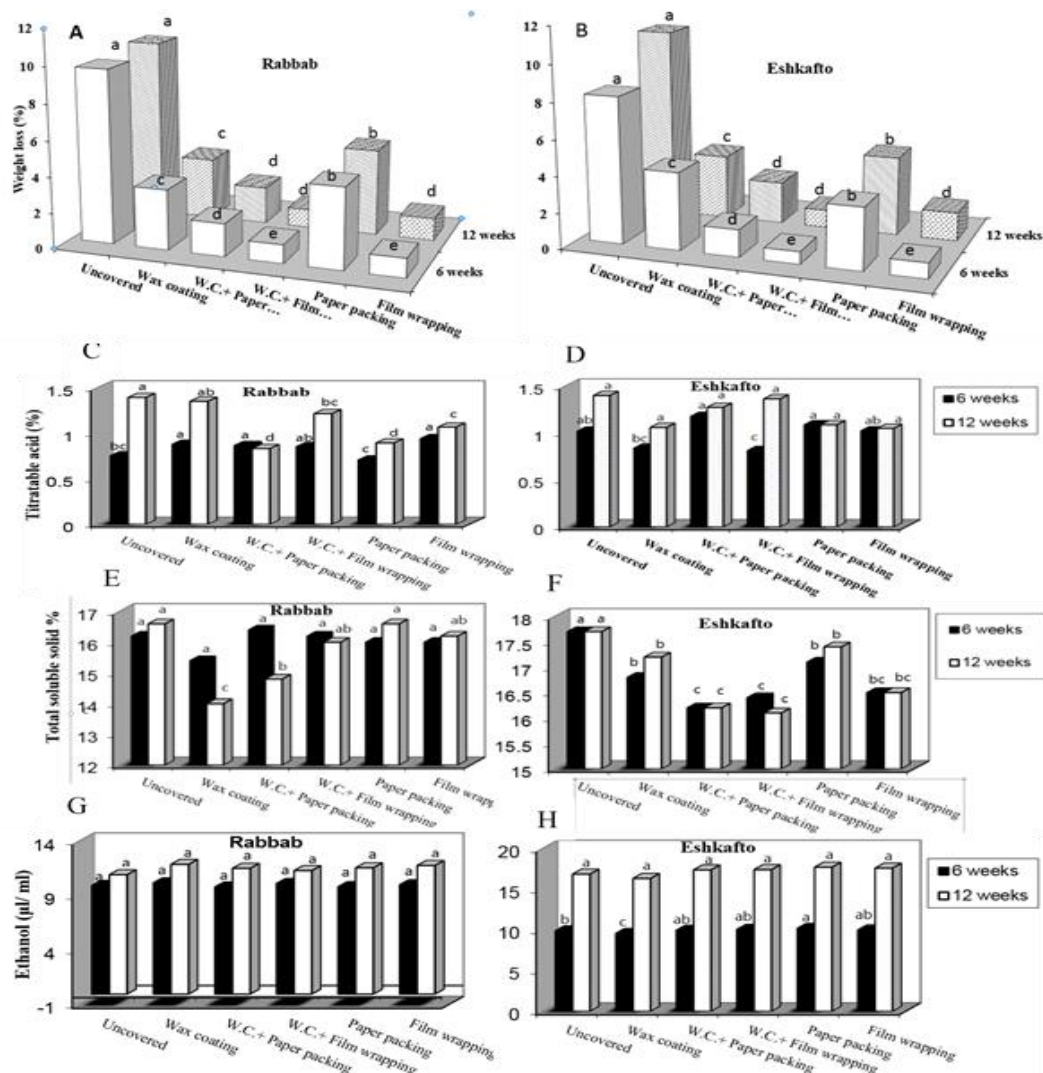 A
Rabbab
Weight loss (%)
12
10
8
6
4
2
0
a
a
c
c
d
d
d
e
b
b
d
e
12 weeks
6 weeks
Uncovered
Wax coating
W.C.+ Paper...
W.C.+ Film...
Paper packing
Film wrapping
B
Eshkafto
12
10
8
6
4
2
0
a
a
c
c
d
d
d
e
b
b
d
e
12 weeks
6 weeks
Uncovered
Wax coating
W.C.+ Paper...
W.C.+ Film...
Paper packing
Film wrapping
C
Rabbab
Titratable acid (%)
1.5
1
0.5
0
bc a a ab a d ab bc c d a c
Uncovered
Wax coating
W.C.+ Paper packing
W.C.+ Film wrapping
Paper packing
Film wrapping
D
Eshkafto
1.5
1
0.5
0
ab a bc a a a c a a a ab a
6 weeks
12 weeks
Uncovered
Wax coating
W.C.+ Paper packing
W.C.+ Film wrapping
Paper packing
Film wrapping
E
Rabbab
Total soluble solid %
17
16
15
14
13
12
a a a c a b a ab a a a ab
Uncovered
Wax coating
W.C.+ Paper packing
W.C.+ Film wrapping
Paper packing
Film wrapp
F
Eshkafto
18
17.5
17
16.5
16
15.5
15
a a b b c c c c b b bc bc
6 weeks
12 weeks
Uncovered
Wax coating
W.C.+ Paper packing
W.C.+ Film wrapping
Paper packing
Film wrapping
G
Rabbab
Ethanol (µl/ ml)
14
9
4
-1
a a a a a a a a a a a a
Uncovered
Wax coating
W.C.+ Paper packing
W.C.+ Film wrapping
Paper packing
Film wrapping
H
Eshkafto
20
15
10
5
0
b a c a ab a ab a a a ab a
6 weeks
12 weeks
Uncovered
Wax coating
W.C.+ Paper packing
W.C.+ Film wrapping
Paper packing
Film wrapping